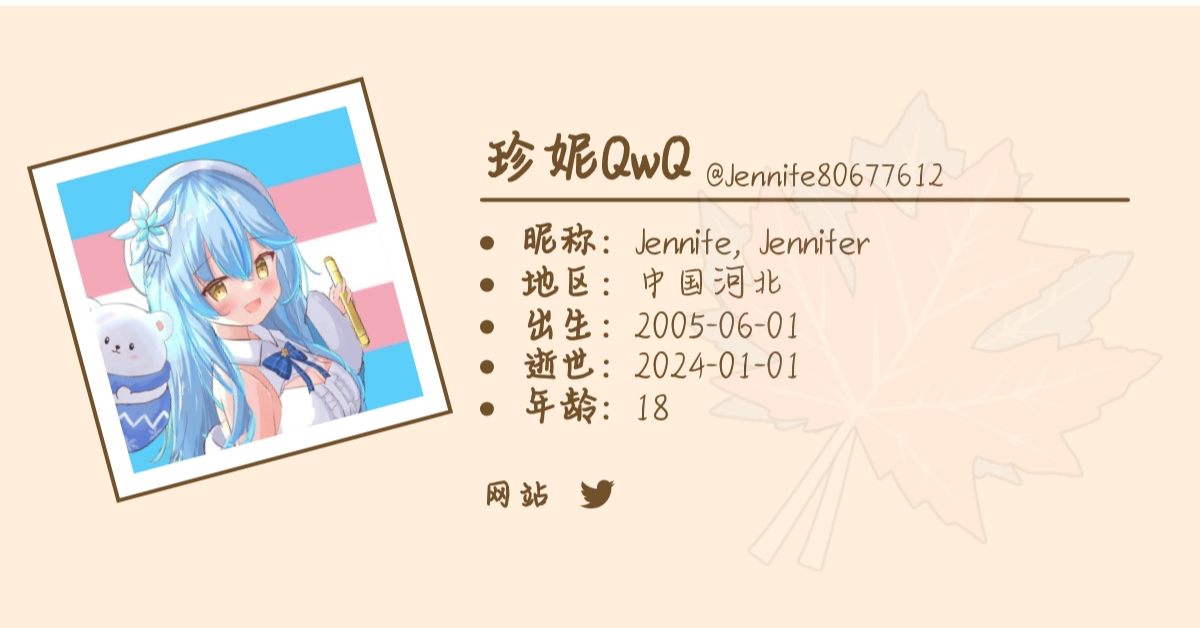 珍妮QwQ @Jennife80677612
昵称： Jennife, Jennifer
地区： 中国河北
出生： 2005-06-01
逝世： 2024-01-01
年龄： 18
网站